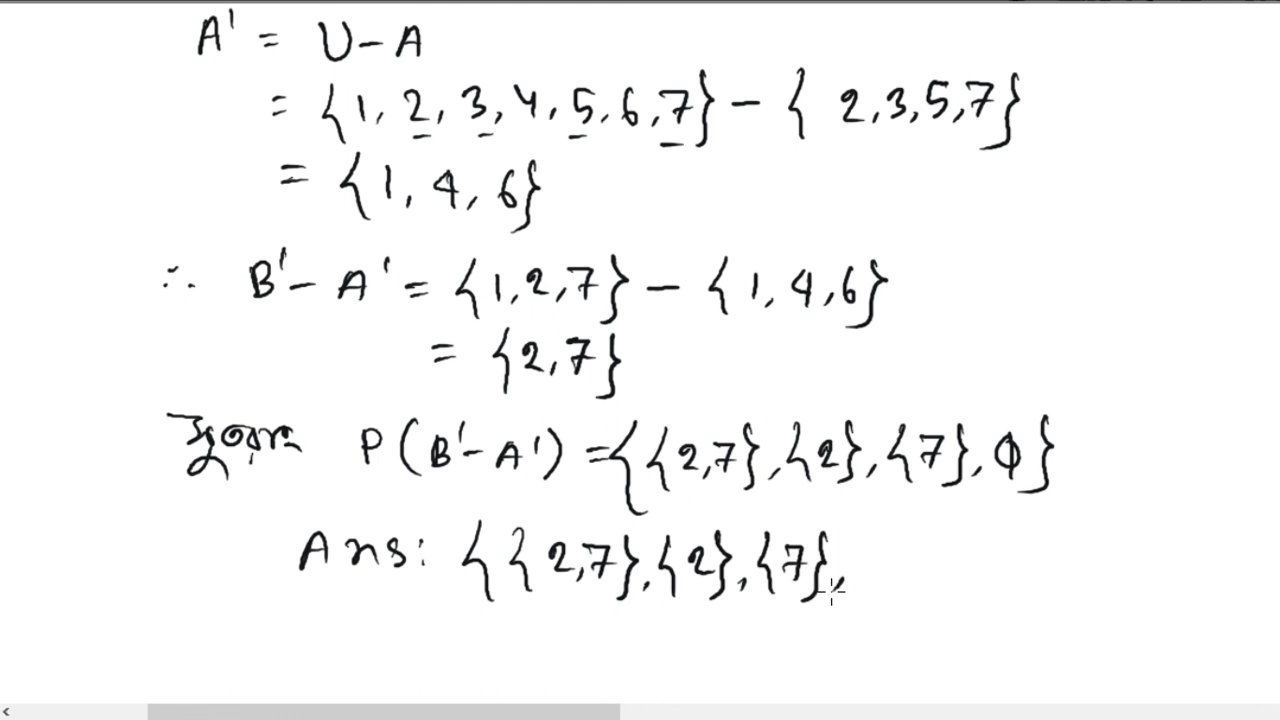 A' = U - A
= {1, 2, 3, 4, 5, 6, 7} - { 2, 3, 5, 7}
= {1, 4, 6}
∴ B' - A' = {1, 2, 7} - {1, 4, 6}
= {2, 7}
P (B' - A') = {{2, 7}, {2}, {7}, φ}
Ans: {{2, 7}, {2}, {7},